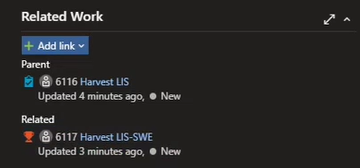 Related Work
Add link
Parent
6116 Harvest LIS
Updated 4 minutes ago, New
Related
6117 Harvest LIS-SWE
Updated 3 minutes ago, New